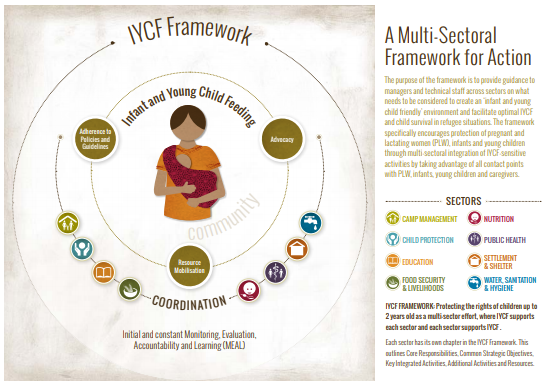 IYCF Framework
Infant and Young Child Feeding
Adherence to
Policies and
Guidelines
Advocacy
community
Resource
Mobilisation
COORDINATION
Initial and constant Monitoring, Evaluation,
Accountability and Learning (MEAL)
A Multi-Sectoral
Framework for Action
The purpose of the framework is to provide guidance to
managers and technical staff across sectors on what
needs to be considered to create an ‘infant and young
child friendly’ environment and facilitate optimal IYCF
and child survival in refugee situations. The framework
specifically encourages protection of pregnant and
lactating women (PLW), infants and young children
through multi-sectoral integration of IYCF-sensitive
activities by taking advantage of all contact points
with PLW, infants, young children and caregivers.
SECTORS
CAMP MANAGEMENT
NUTRITION
CHILD PROTECTION
PUBLIC HEALTH
EDUCATION
SETTLEMENT
& SHELTER
FOOD SECURITY
& LIVELIHOODS
WATER, SANITATION
& HYGIENE
IYCF FRAMEWORK: Protecting the rights of children up to
2 years old as a multi sector effort, where IYCF supports
each sector and each sector supports IYCF.
Each sector has its own chapter in the IYCF Framework. This
outlines Core Responsibilities, Common Strategic Objectives,
Key Integrated Activities, Additional Activities and Resources.